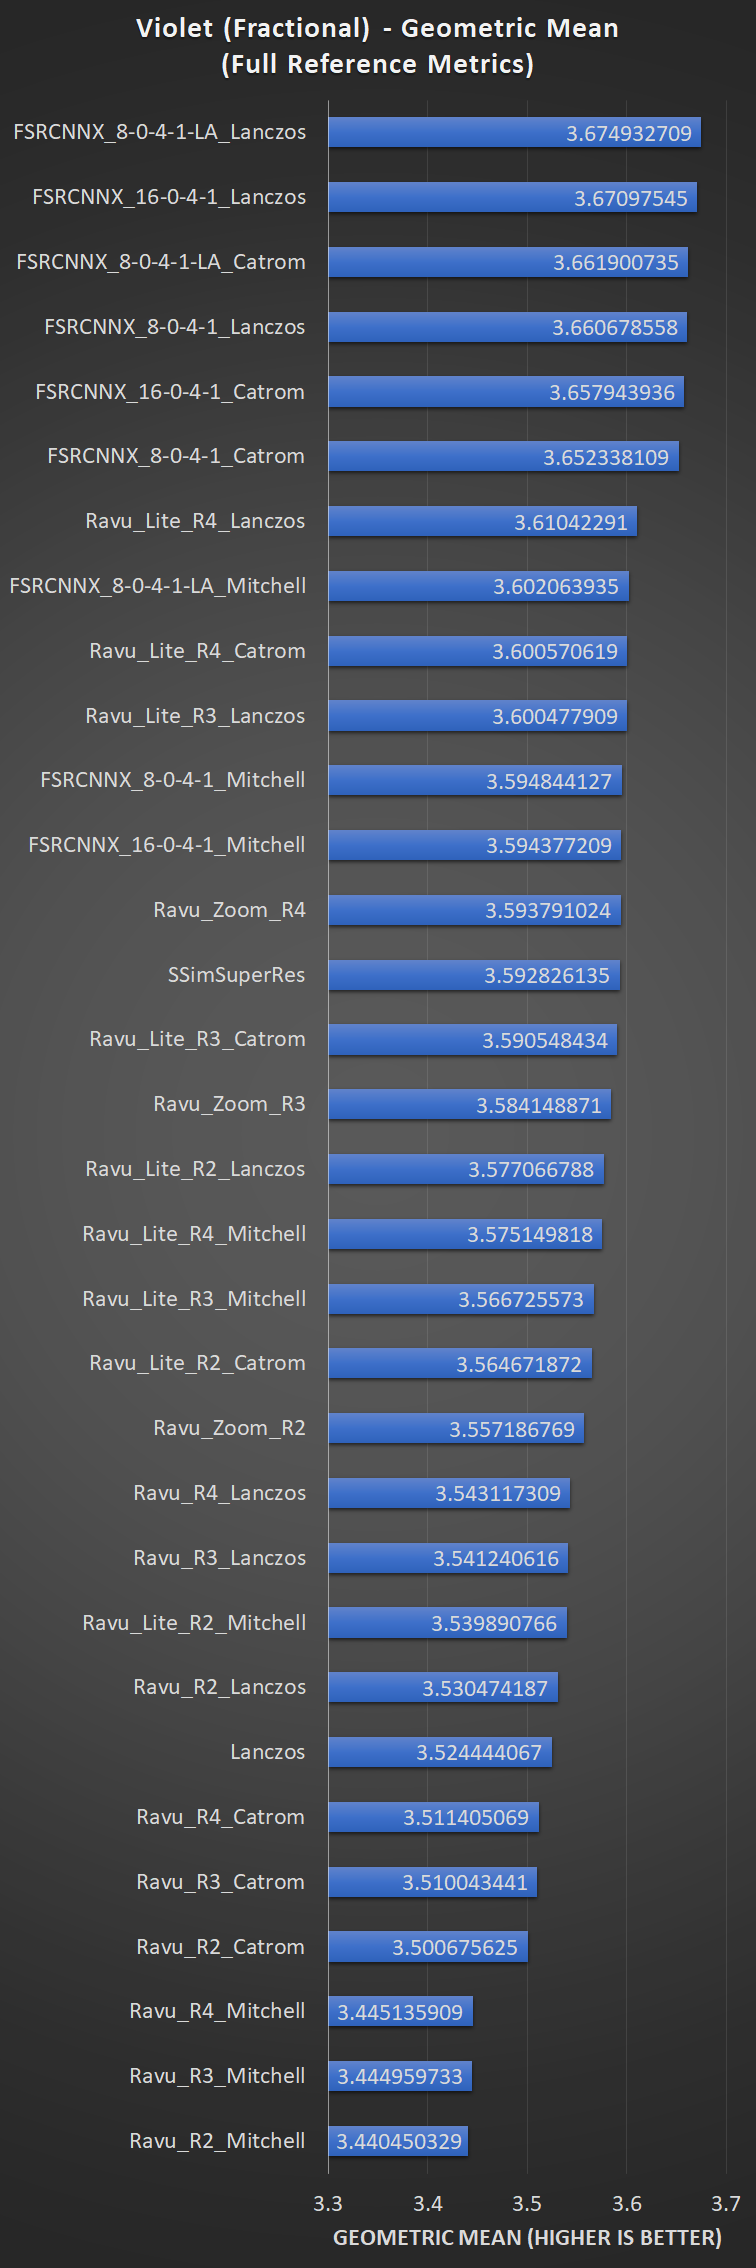 Violet (Fractional) - Geometric Mean
(Full Reference Metrics)
FSRCNNX_8-0-4-1-LA_Lanczos 3.674932709
FSRCNNX_16-0-4-1_Lanczos 3.67097545
FSRCNNX_8-0-4-1-LA_Catrom 3.661900735
FSRCNNX_8-0-4-1_Lanczos 3.660678558
FSRCNNX_16-0-4-1_Catrom 3.657943936
FSRCNNX_8-0-4-1_Catrom 3.652338109
Ravu_Lite_R4_Lanczos 3.61042291
FSRCNNX_8-0-4-1-LA_Mitchell 3.602063935
Ravu_Lite_R4_Catrom 3.600570619
Ravu_Lite_R3_Lanczos 3.600477909
FSRCNNX_8-0-4-1_Mitchell 3.594844127
FSRCNNX_16-0-4-1_Mitchell 3.594377209
Ravu_Zoom_R4 3.593791024
SSimSuperRes 3.592826135
Ravu_Lite_R3_Catrom 3.590548434
Ravu_Zoom_R3 3.584148871
Ravu_Lite_R2_Lanczos 3.577066788
Ravu_Lite_R4_Mitchell 3.575149818
Ravu_Lite_R3_Mitchell 3.566725573
Ravu_Lite_R2_Catrom 3.564671872
Ravu_Zoom_R2 3.557186769
Ravu_R4_Lanczos 3.543117309
Ravu_R3_Lanczos 3.541240616
Ravu_Lite_R2_Mitchell 3.539890766
Ravu_R2_Lanczos 3.530474187
Lanczos 3.524444067
Ravu_R4_Catrom 3.511405069
Ravu_R3_Catrom 3.510043441
Ravu_R2_Catrom 3.500675625
Ravu_R4_Mitchell 3.445135909
Ravu_R3_Mitchell 3.444959733
Ravu_R2_Mitchell 3.440450329
3.3 3.4 3.5 3.6 3.7
GEOMETRIC MEAN (HIGHER IS BETTER)